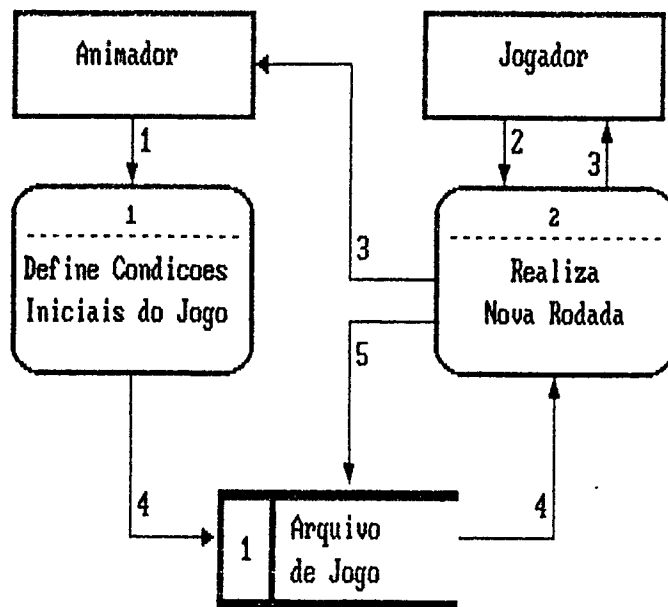 Animador
Jogador
1
2
3
1
Define Condicoes
Iniciais do Jogo
2
Realiza
Nova Rodada
3
5
4
4
1
Arquivo
de Jogo